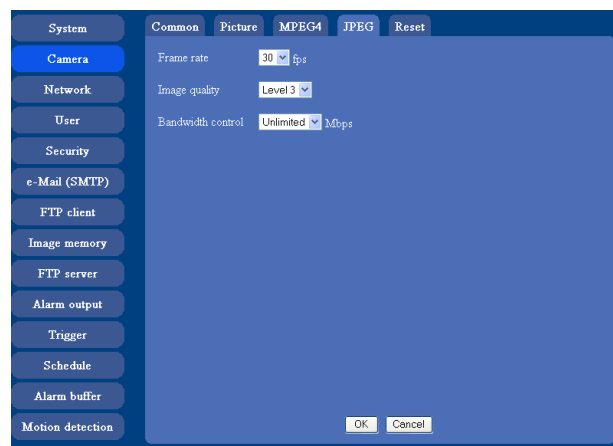 System
Camera
Network
User
Security
e-Mail (SMTP)
FTP client
Image memory
FTP server
Alarm output
Trigger
Schedule
Alarm buffer
Motion detection
Common Picture MPEG4 JPEG Reset
Frame rate 30 fps
Image quality Level 3
Bandwidth control Unlimited Mbps
OK Cancel